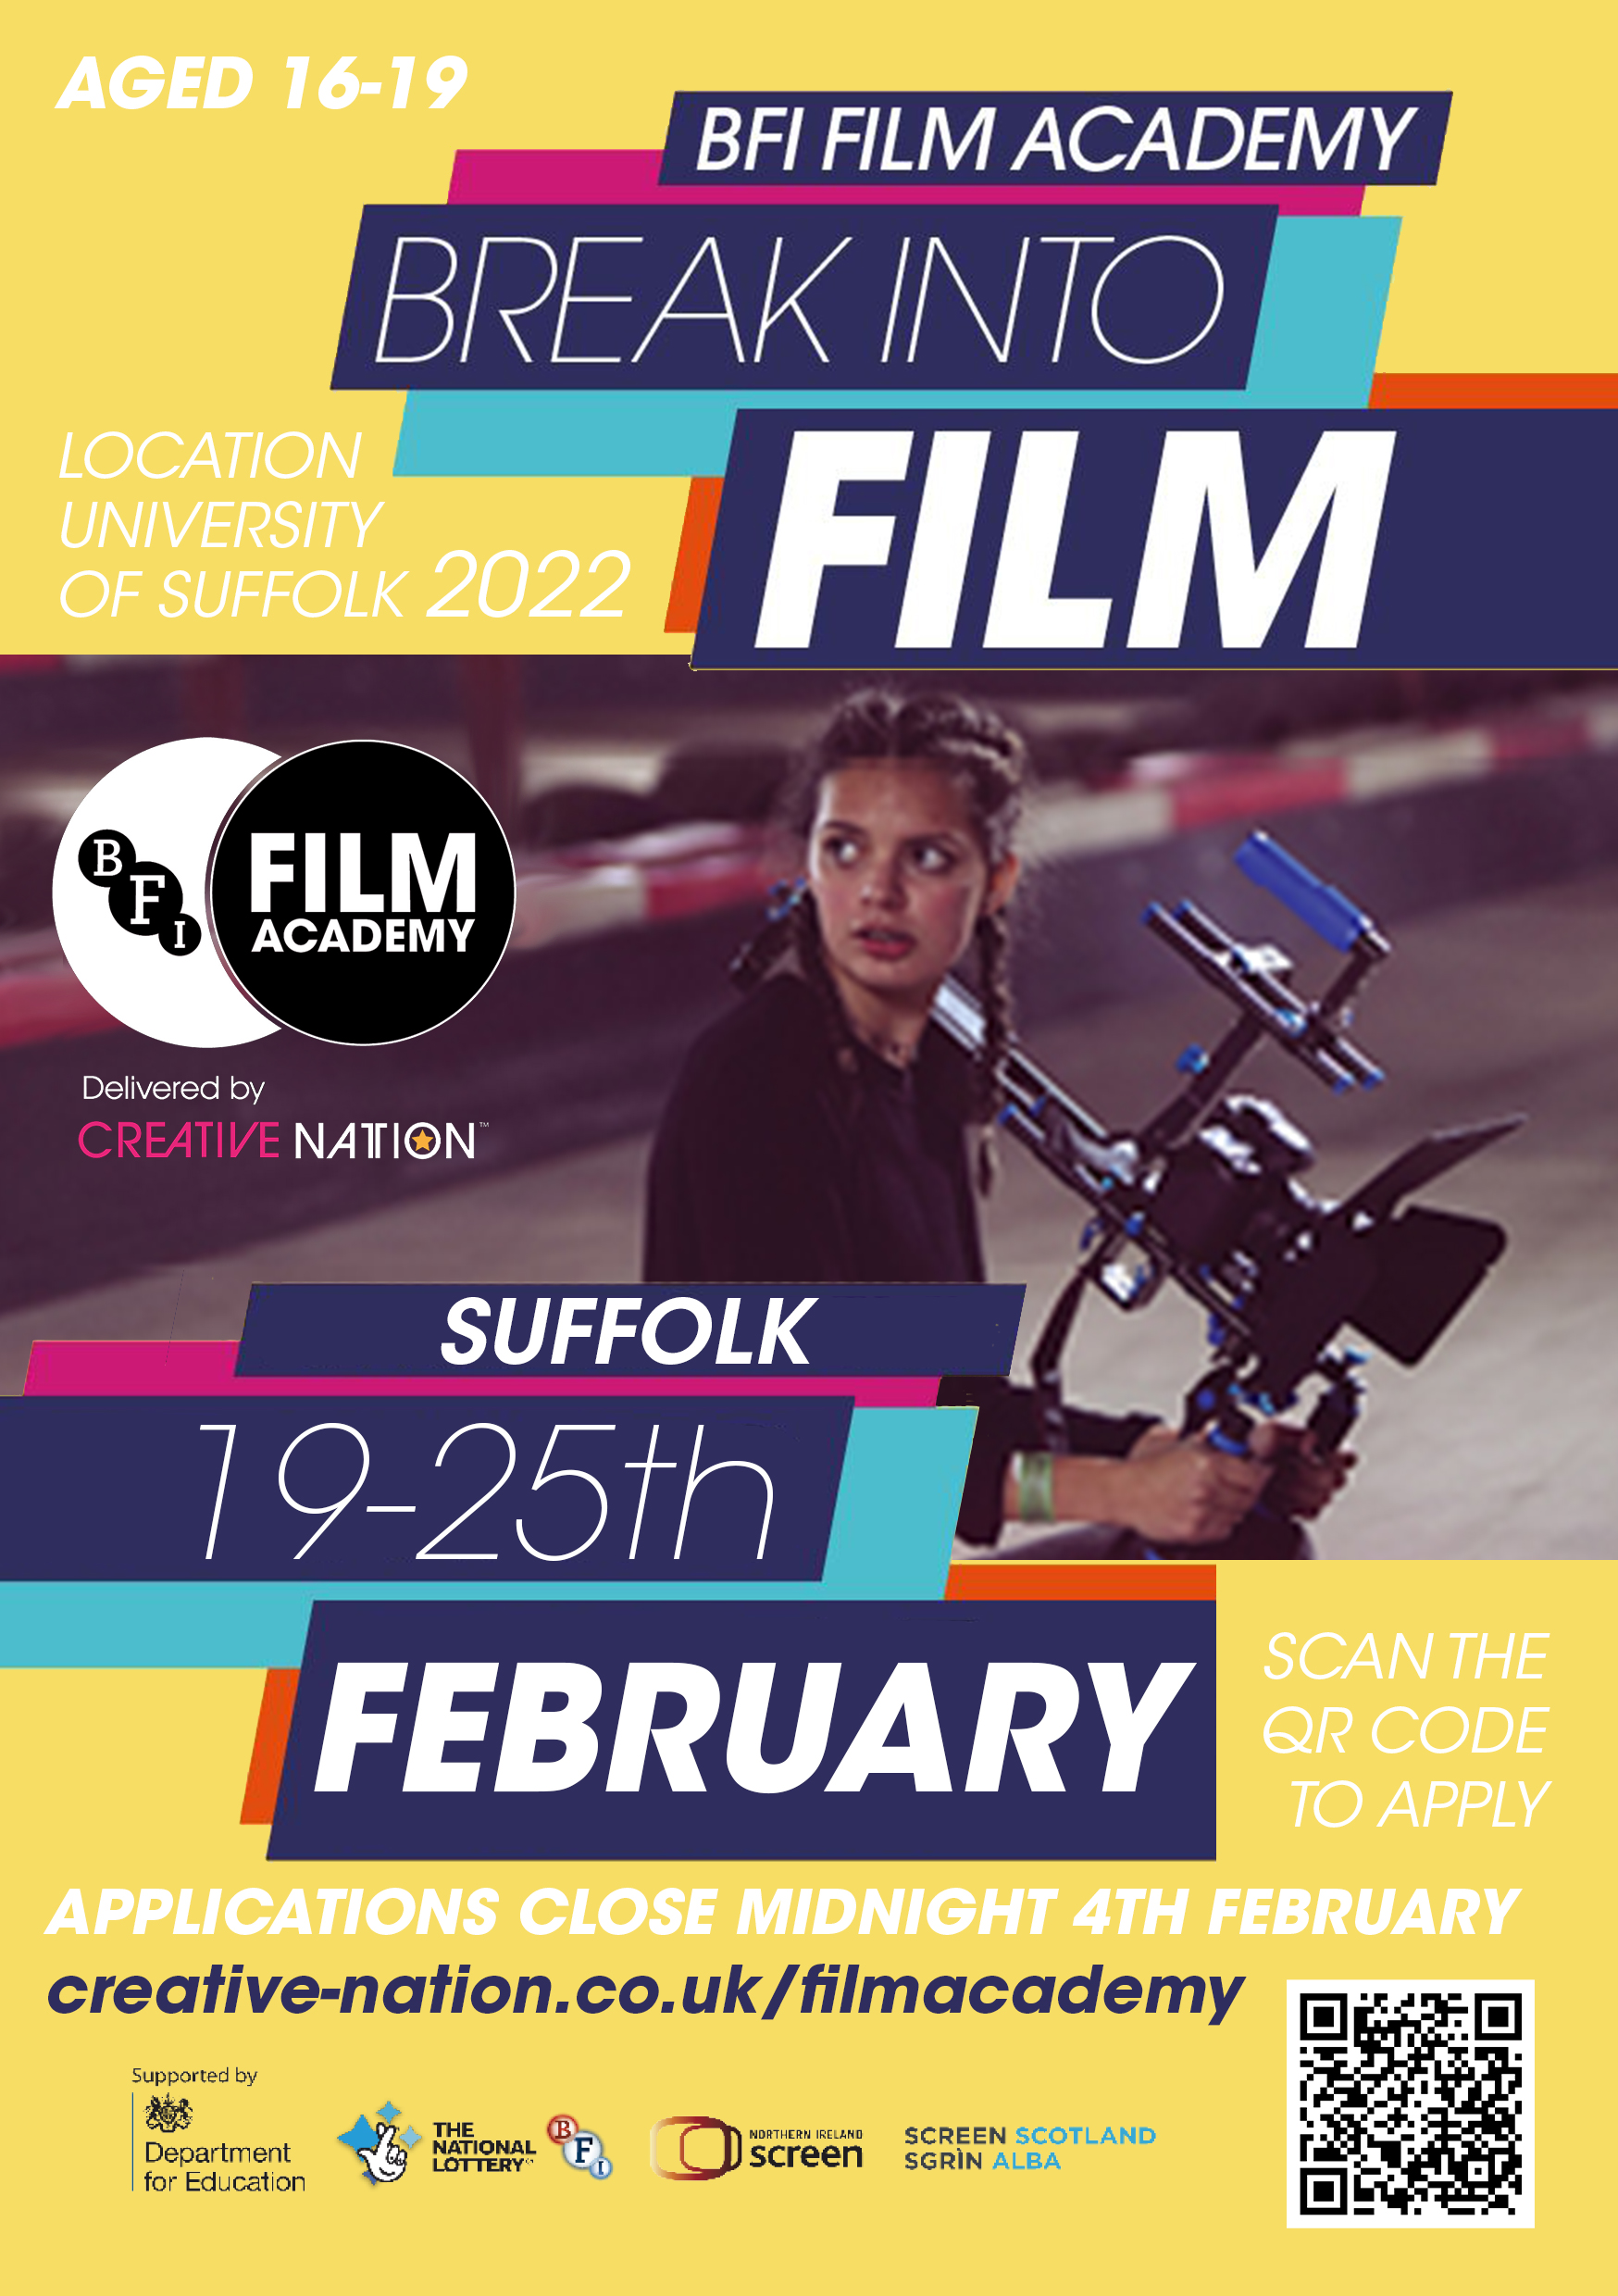 AGED 16-19
BFI FILM ACADEMY
BREAK INTO
FILM
LOCATION
UNIVERSITY
OF SUFFOLK 2022
B
F
I
FILM
ACADEMY
Delivered by
CREATIVE NATION™
SUFFOLK
19-25th
FEBRUARY
SCAN THE
QR CODE
TO APPLY
APPLICATIONS CLOSE MIDNIGHT 4TH FEBRUARY
creative-nation.co.uk/filmacademy
Supported by
Department
for Education
THE
NATIONAL
LOTTERY
B
F
I
NORTHERN IRELAND
screen
SCREEN SCOTLAND
SGRÌN ALBA